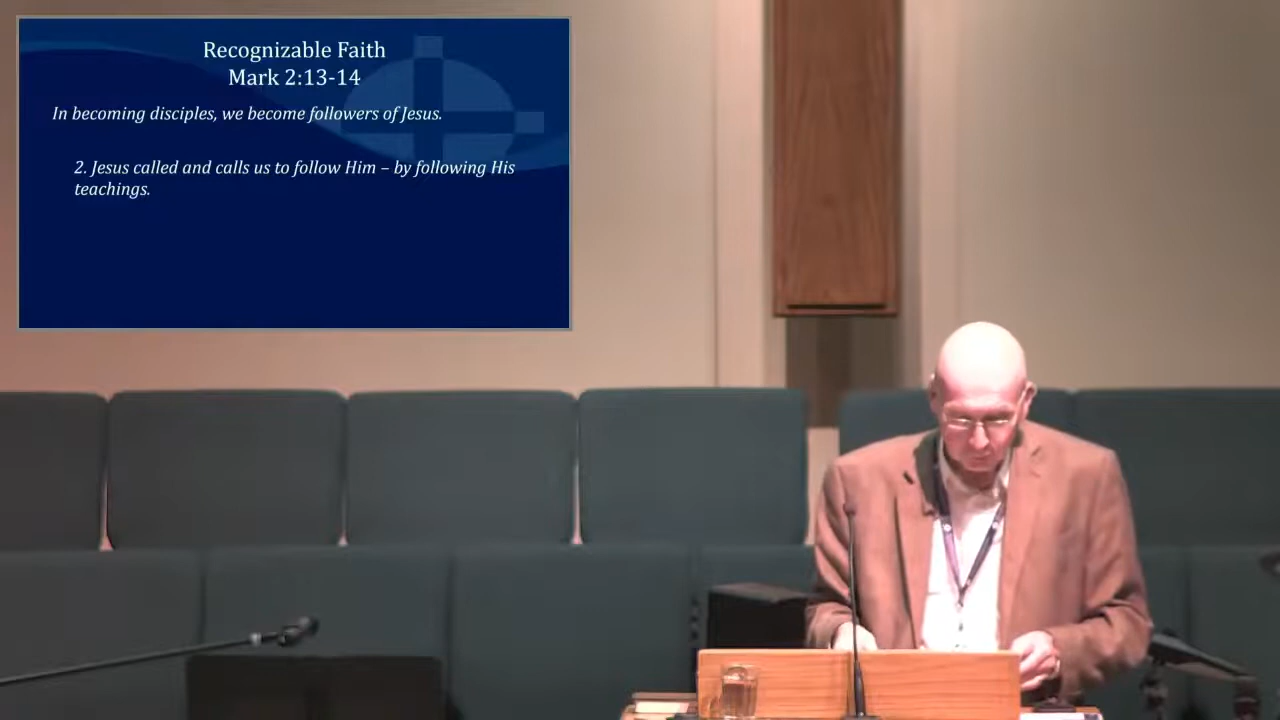 Recognizable Faith
Mark 2:13-14
In becoming disciples, we become followers of Jesus.
2. Jesus called and calls us to follow Him – by following His
teachings.